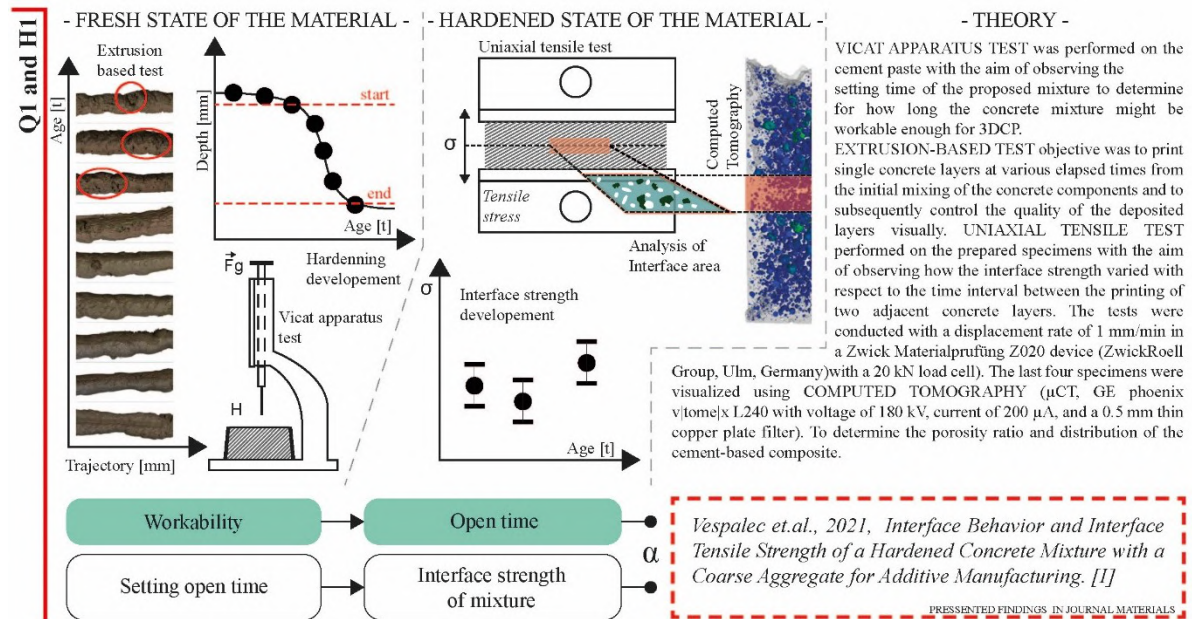 Q1 and H1
- FRESH STATE OF THE MATERIAL -
Extrusion
based test
Age [t]
Trajectory [mm]
Depth [mm]
start
end
Age [t]
Hardenning
developement
Fg
Vicat apparatus
test
H
- HARDENED STATE OF THE MATERIAL -
Uniaxial tensile test
σ
Tensile
stress
Computed
Tomography
Analysis of
Interface area
σ
Interface strength
developement
Age [t]
- THEORY -
VICAT APPARATUS TEST was performed on the
cement paste with the aim of observing the
setting time of the proposed mixture to determine
for how long the concrete mixture might be
workable enough for 3DCP.
EXTRUSION-BASED TEST objective was to print
single concrete layers at various elapsed times from
the initial mixing of the concrete components and to
subsequently control the quality of the deposited
layers visually. UNIAXIAL TENSILE TEST
performed on the prepared specimens with the aim
of observing how the interface strength varied with
respect to the time interval between the printing of
two adjacent concrete layers. The tests were
conducted with a displacement rate of 1 mm/min in
a Zwick Materialprufüng Z020 device (ZwickRoell
Group, Ulm, Germany)with a 20 kN load cell). The last four specimens were
visualized using COMPUTED TOMOGRAPHY (µCT, GE phoenix
v|tome|x L240 with voltage of 180 kV, current of 200 µA, and a 0.5 mm thin
copper plate filter). To determine the porosity ratio and distribution of the
cement-based composite.
Workability
Open time
α
Setting open time
Interface strength
of mixture
Vespalec et.al., 2021, Interface Behavior and Interface
Tensile Strength of a Hardened Concrete Mixture with a
Coarse Aggregate for Additive Manufacturing. [I]
PRESSENTED FINDINGS IN JOURNAL MATERIALS